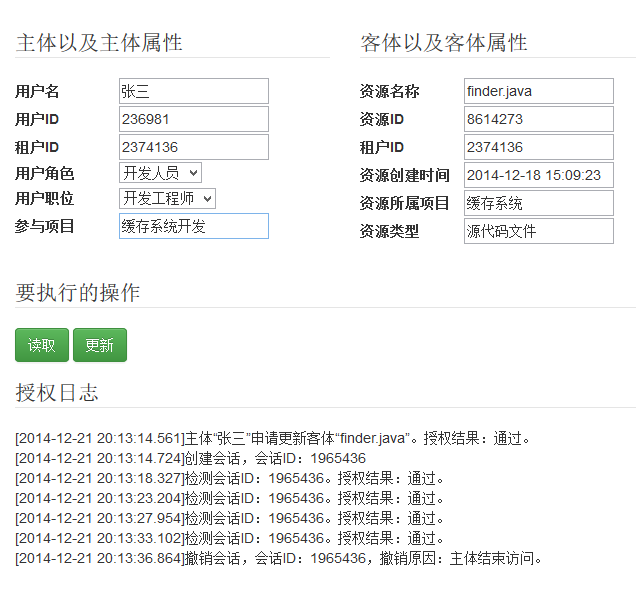 主体以及主体属性
用户名 张三
用户ID 236981
租户ID 2374136
用户角色 开发人员
用户职位 开发工程师
参与项目 缓存系统开发
客体以及客体属性
资源名称 finder.java
资源ID 8614273
租户ID 2374136
资源创建时间 2014-12-18 15:09:23
资源所属项目 缓存系统
资源类型 源代码文件
要执行的操作
读取 更新
授权日志
[2014-12-21 20:13:14.561]主体“张三”申请更新客体“finder.java”。授权结果：通过。
[2014-12-21 20:13:14.724]创建会话，会话ID：1965436
[2014-12-21 20:13:18.327]检测会话ID：1965436。授权结果：通过。
[2014-12-21 20:13:23.204]检测会话ID：1965436。授权结果：通过。
[2014-12-21 20:13:27.954]检测会话ID：1965436。授权结果：通过。
[2014-12-21 20:13:33.102]检测会话ID：1965436。授权结果：通过。
[2014-12-21 20:13:36.864]撤销会话，会话ID：1965436，撤销原因：主体结束访问。